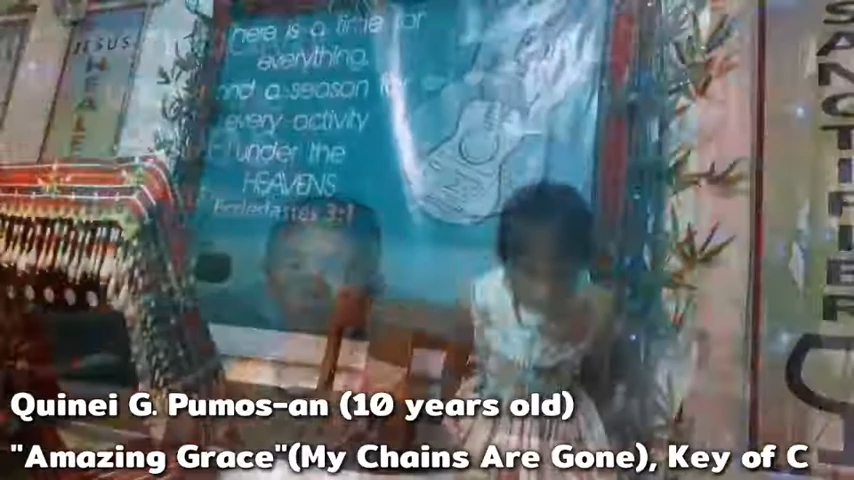 JESUS
HEALE
here is a time for
everything,
and a season for
every activity
under the
HEAVENS
Ecclesiastes 3:1
SANCTIFIER
Quinei G. Pumos-an (10 years old)
"Amazing Grace"(My Chains Are Gone), Key of C